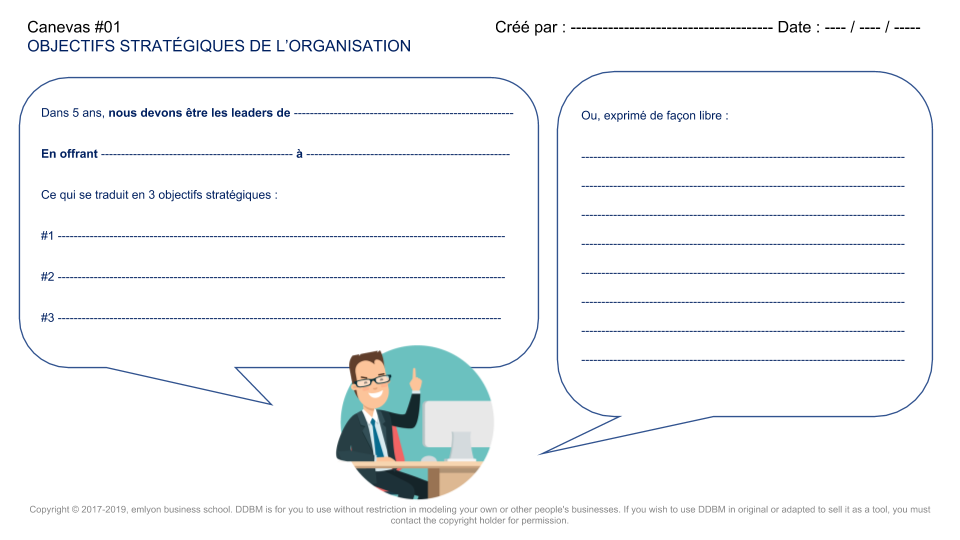 Canevas #01
OBJECTIFS STRATÉGIQUES DE L'ORGANISATION
Créé par : -------------------------------------- Date : ---- / ---- / -----
Dans 5 ans, nous devons être les leaders de -------------------------------------------------------
En offrant ------------------------------------------------ à ---------------------------------------------------
Ce qui se traduit en 3 objectifs stratégiques :
#1 ----------------------------------------------------------------------------------------------------------------
#2 ----------------------------------------------------------------------------------------------------------------
#3 ---------------------------------------------------------------------------------------------------------------
Ou, exprimé de façon libre :
---------------------------------------------------------------------------------
---------------------------------------------------------------------------------
---------------------------------------------------------------------------------
---------------------------------------------------------------------------------
---------------------------------------------------------------------------------
---------------------------------------------------------------------------------
---------------------------------------------------------------------------------
---------------------------------------------------------------------------------
Copyright © 2017-2019, emlyon business school. DDBM is for you to use without restriction in modeling your own or other people's businesses. If you wish to use DDBM in original or adapted to sell it as a tool, you must
contact the copyright holder for permission.